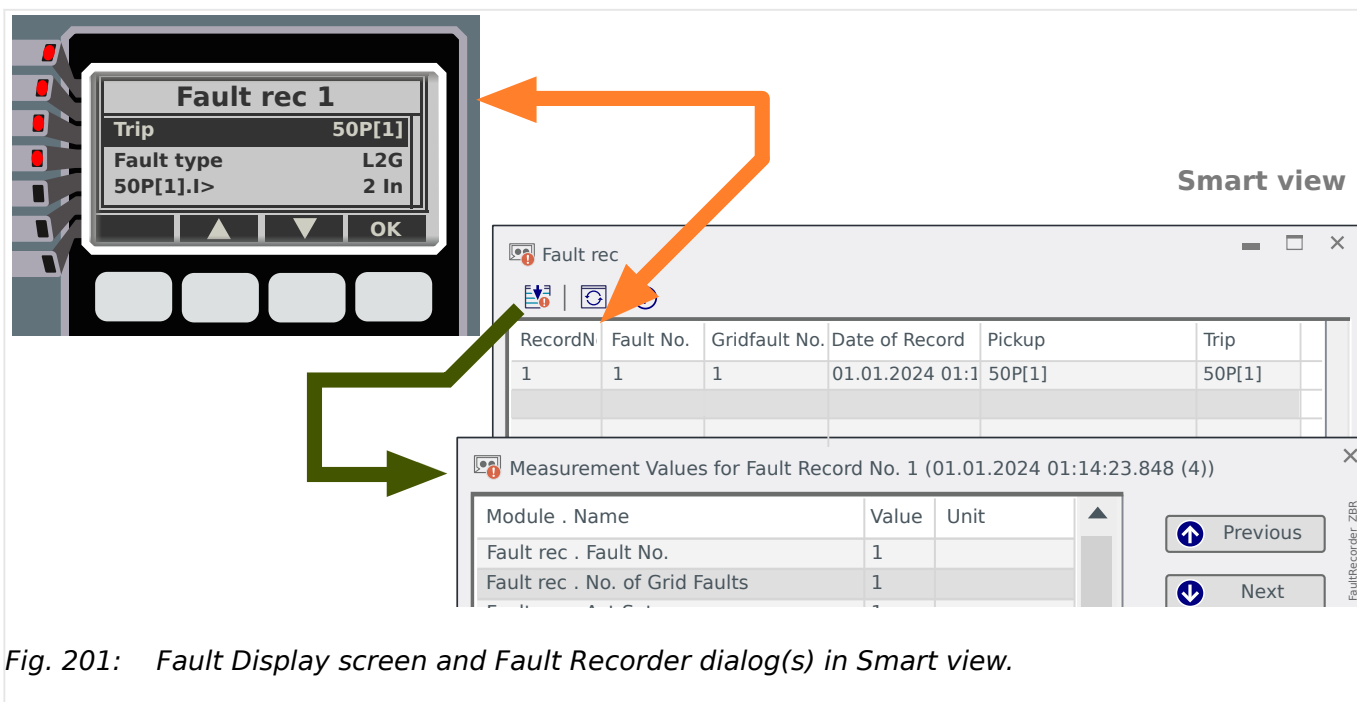 Fault rec 1
Trip 50P[1]
Fault type L2G
50P[1].I> 2 In
OK
Smart view
Fault rec
RecordN Fault No. Gridfault No. Date of Record Pickup Trip
1 1 1 01.01.2024 01:1 50P[1] 50P[1]
Measurement Values for Fault Record No. 1 (01.01.2024 01:14:23.848 (4))
Module . Name Value Unit
Fault rec . Fault No. 1
Fault rec . No. of Grid Faults 1
Previous
Next
FaultRecorder_ZBR
Fig. 201: Fault Display screen and Fault Recorder dialog(s) in Smart view.